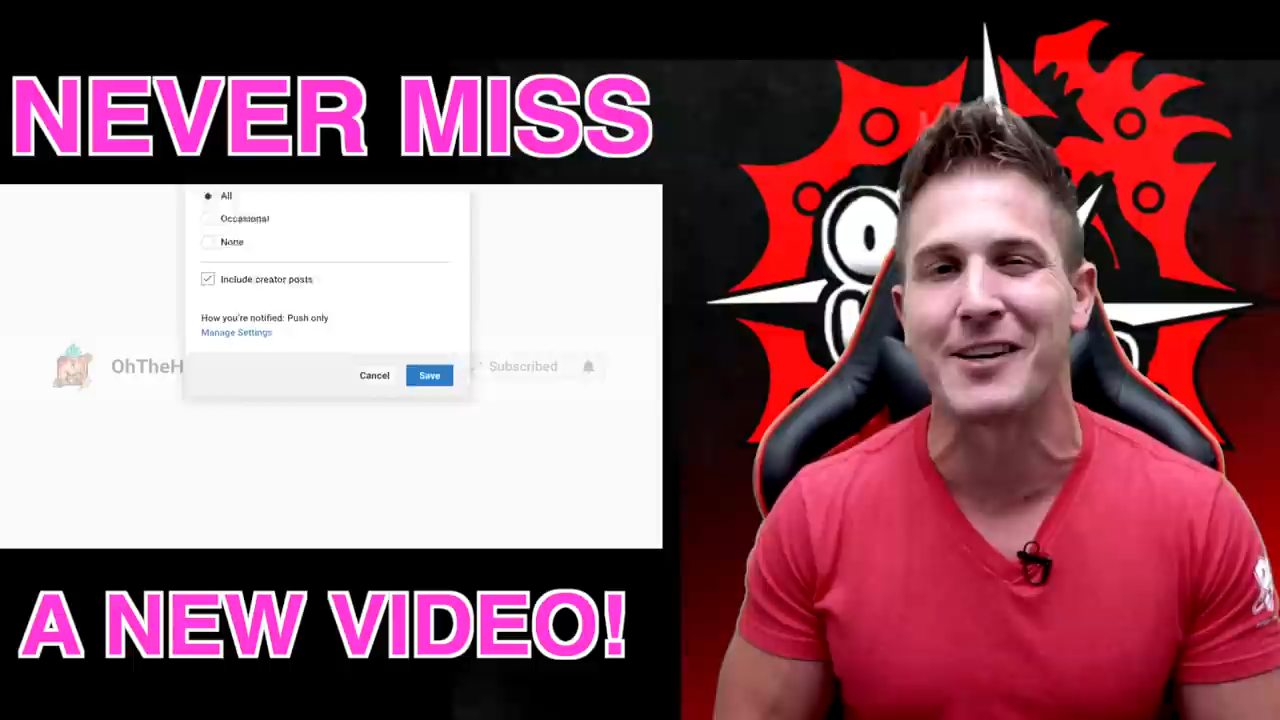 NEVER MISS
All
Occasional
None
Include creator posts
How you're notified: Push only
Manage Settings
OhTheH
Subscribed
Cancel
Save
A NEW VIDEO!